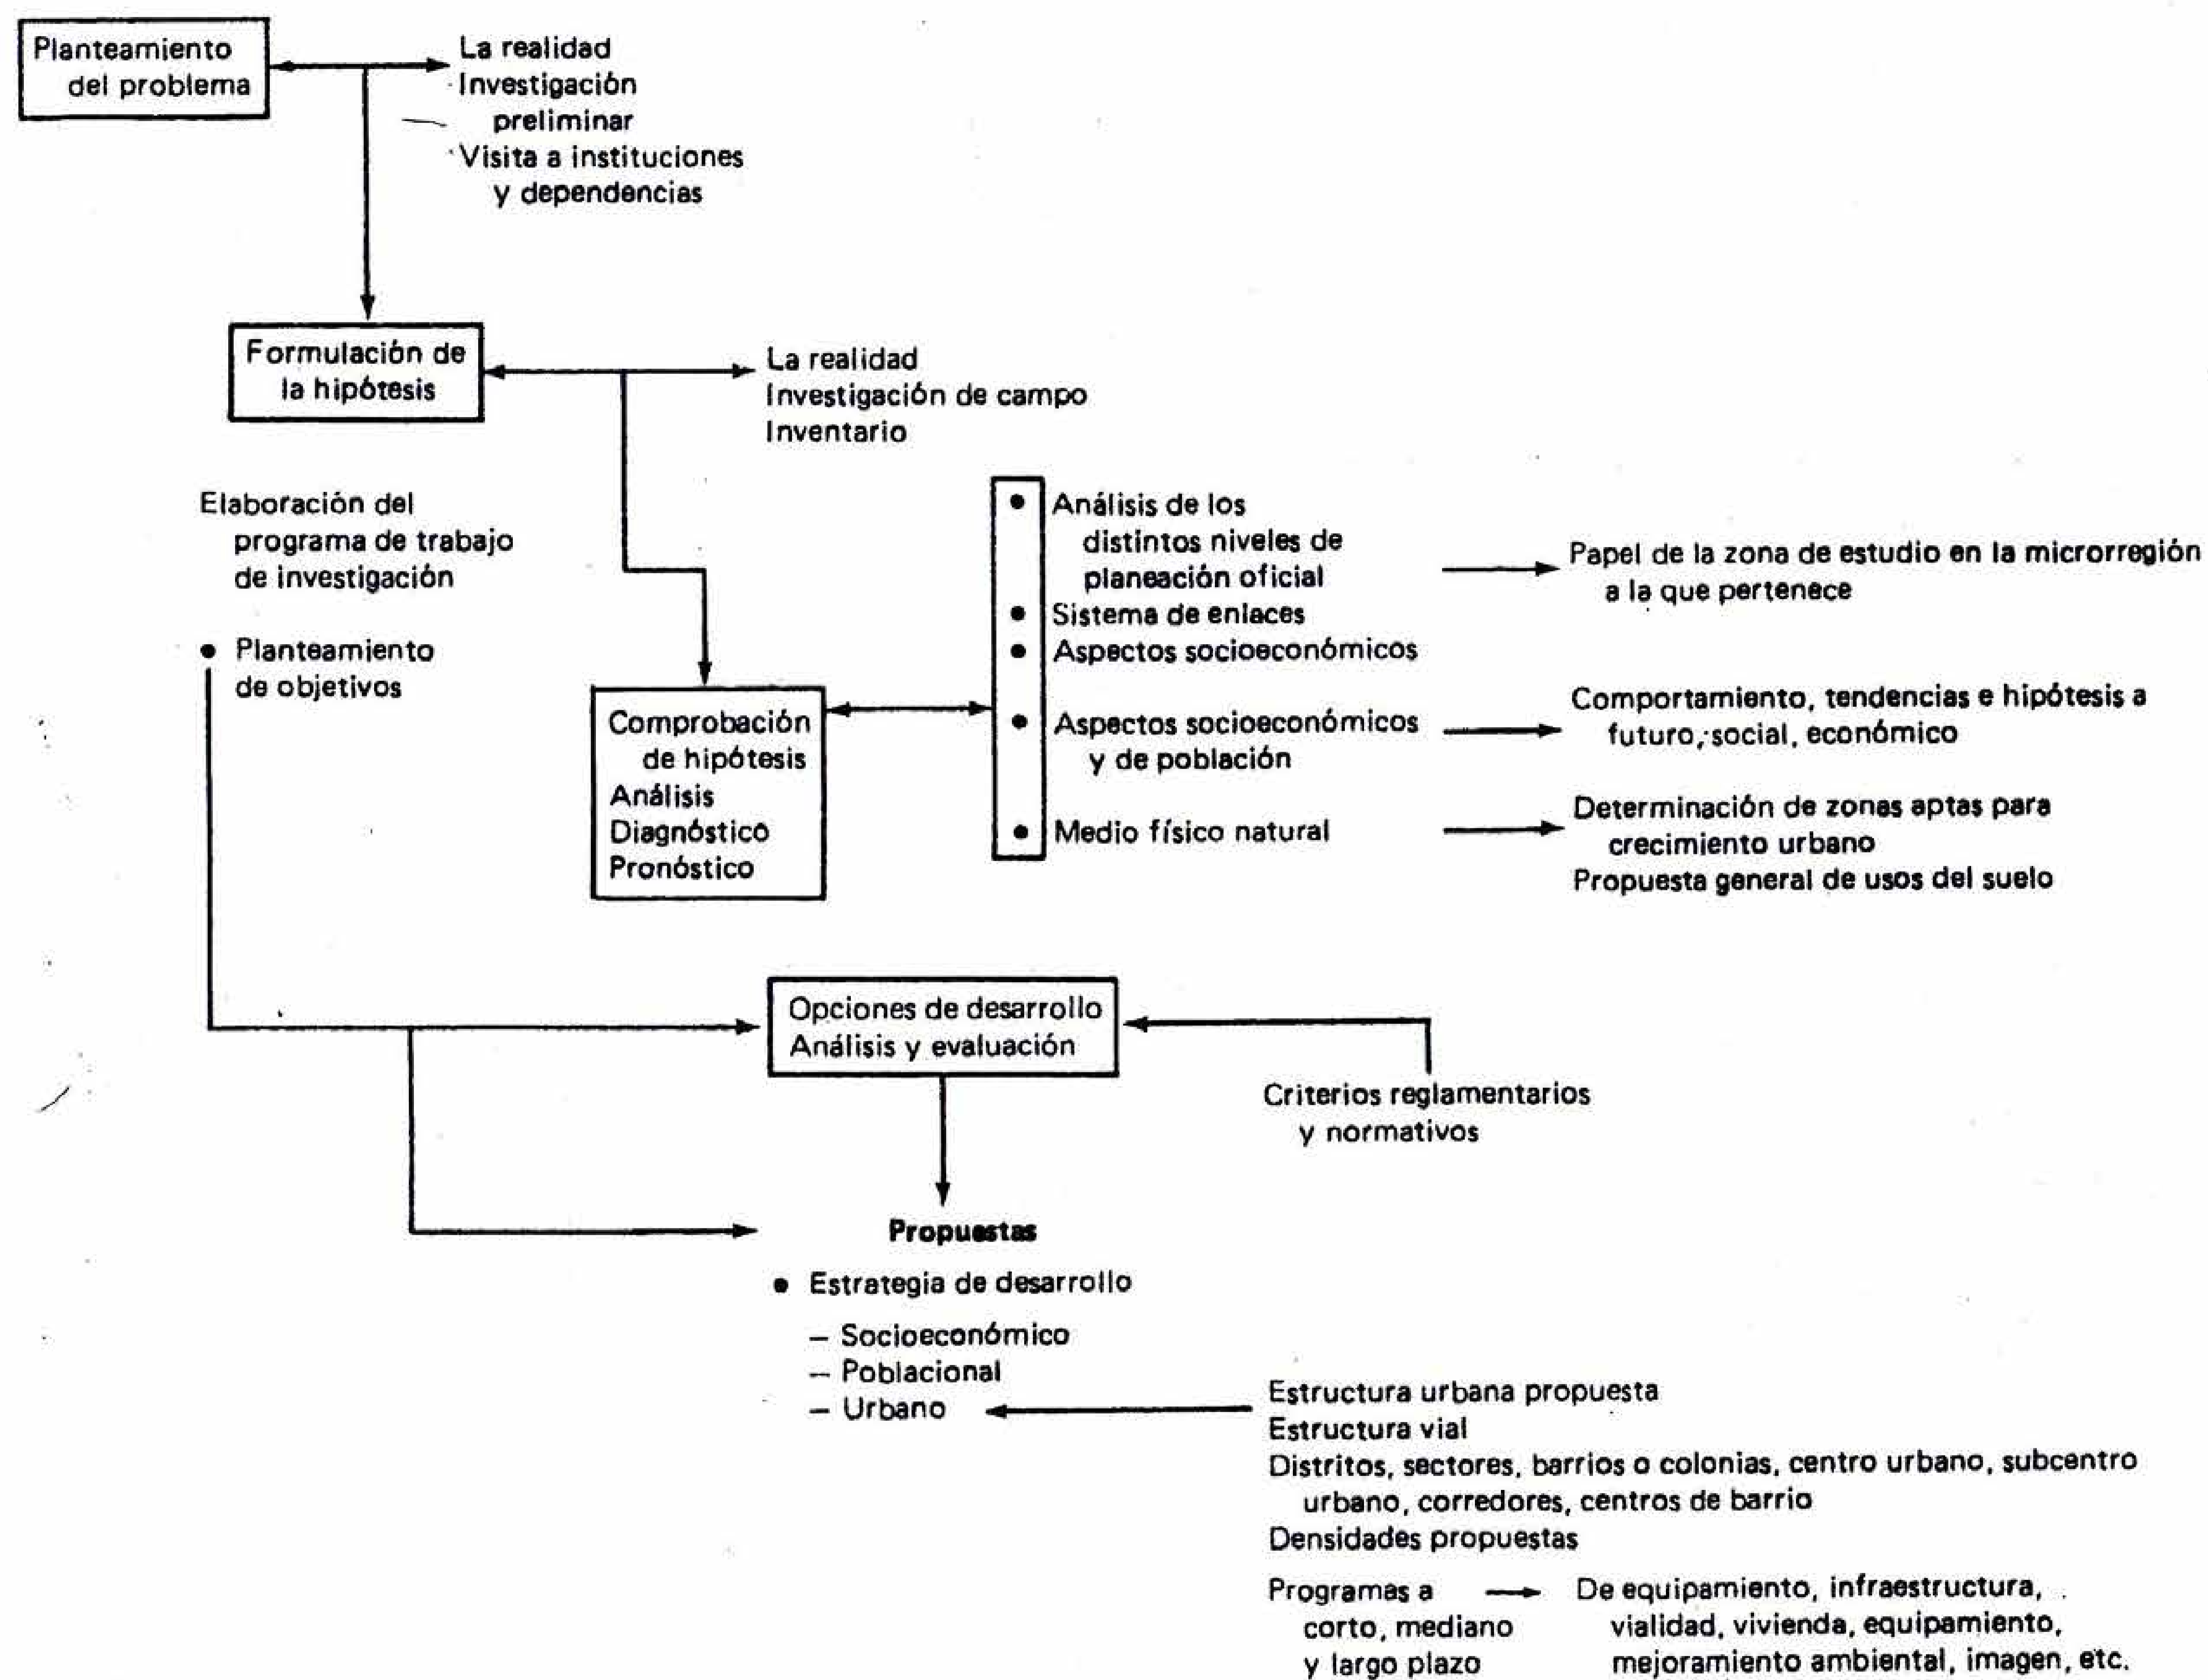 Planteamiento
del problema
La realidad
Investigación
preliminar
Visita a instituciones
y dependencias
Formulación de
la hipótesis
La realidad
Investigación de campo
Inventario
Elaboración del
programa de trabajo
de investigación
• Planteamiento
de objetivos
Comprobación
de hipótesis
Análisis
Diagnóstico
Pronóstico
• Análisis de los
distintos niveles de
planeación oficial
• Sistema de enlaces
• Aspectos socioeconómicos
• Aspectos socioeconómicos
y de población
• Medio físico natural
Papel de la zona de estudio en la microrregión
a la que pertenece
Comportamiento, tendencias e hipótesis a
futuro, social, económico
Determinación de zonas aptas para
crecimiento urbano
Propuesta general de usos del suelo
Opciones de desarrollo
Análisis y evaluación
Criterios reglamentarios
y normativos
Propuestas
• Estrategia de desarrollo
– Socioeconómico
– Poblacional
– Urbano
Estructura urbana propuesta
Estructura vial
Distritos, sectores, barrios o colonias, centro urbano, subcentro
urbano, corredores, centros de barrio
Densidades propuestas
Programas a
corto, mediano
y largo plazo
De equipamiento, infraestructura,
vialidad, vivienda, equipamiento,
mejoramiento ambiental, imagen, etc.